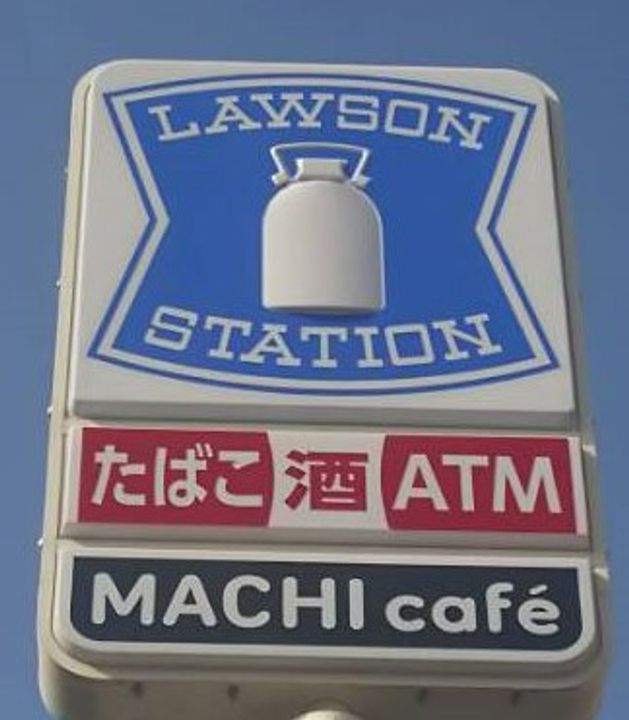 LAWSON
STATION
たばこ 酒 ATM
MACHI café